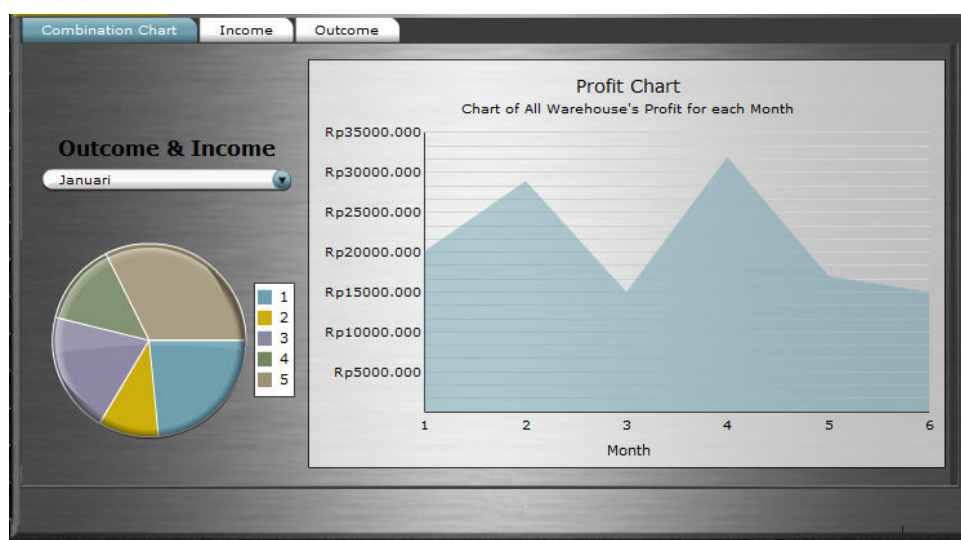 Combination Chart
Income
Outcome
Outcome & Income
Januari
1
2
3
4
5
Profit Chart
Chart of All Warehouse's Profit for each Month
Rp35000.000
Rp30000.000
Rp25000.000
Rp20000.000
Rp15000.000
Rp10000.000
Rp5000.000
1 2 3 4 5 6
Month